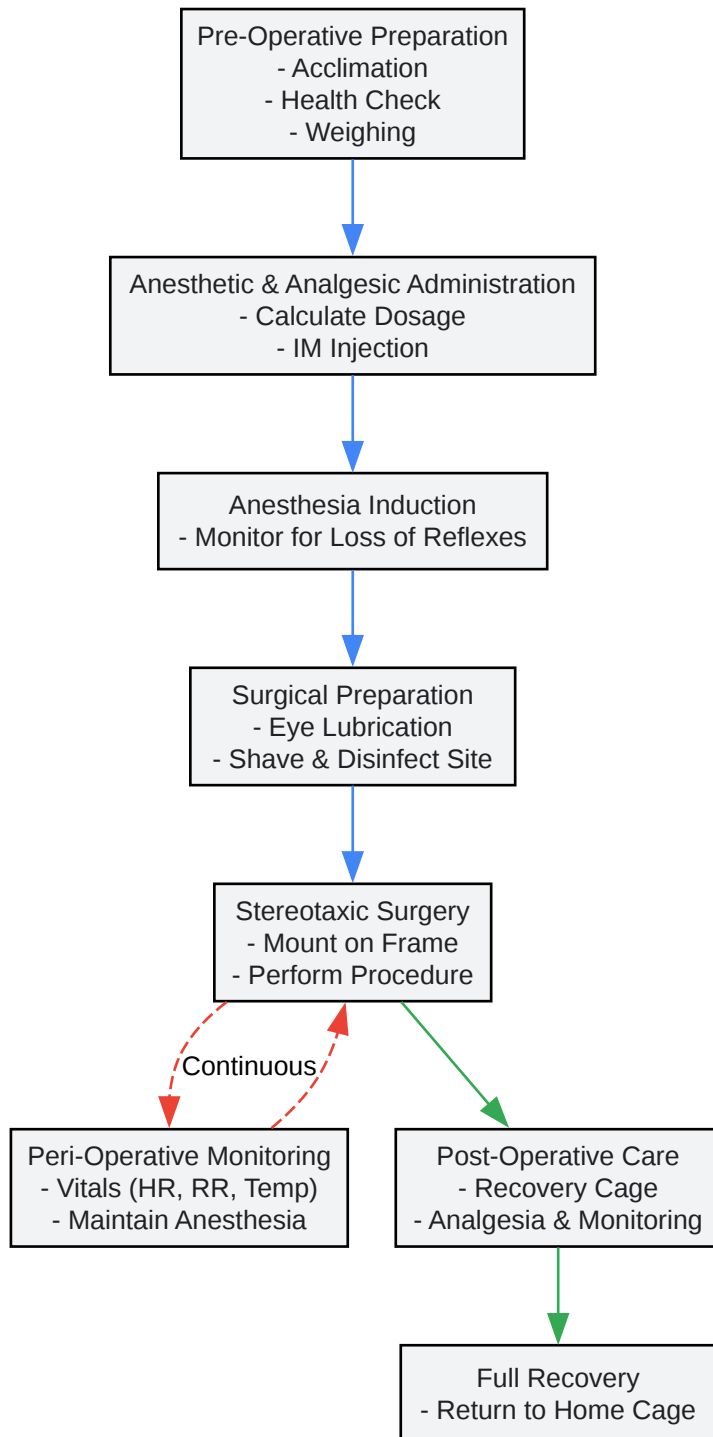 Pre-Operative Preparation
- Acclimation
- Health Check
- Weighing
Anesthetic & Analgesic Administration
- Calculate Dosage
- IM Injection
Anesthesia Induction
- Monitor for Loss of Reflexes
Surgical Preparation
- Eye Lubrication
- Shave & Disinfect Site
Stereotaxic Surgery
- Mount on Frame
- Perform Procedure
Continuous
Peri-Operative Monitoring
- Vitals (HR, RR, Temp)
- Maintain Anesthesia
Post-Operative Care
- Recovery Cage
- Analgesia & Monitoring
Full Recovery
- Return to Home Cage